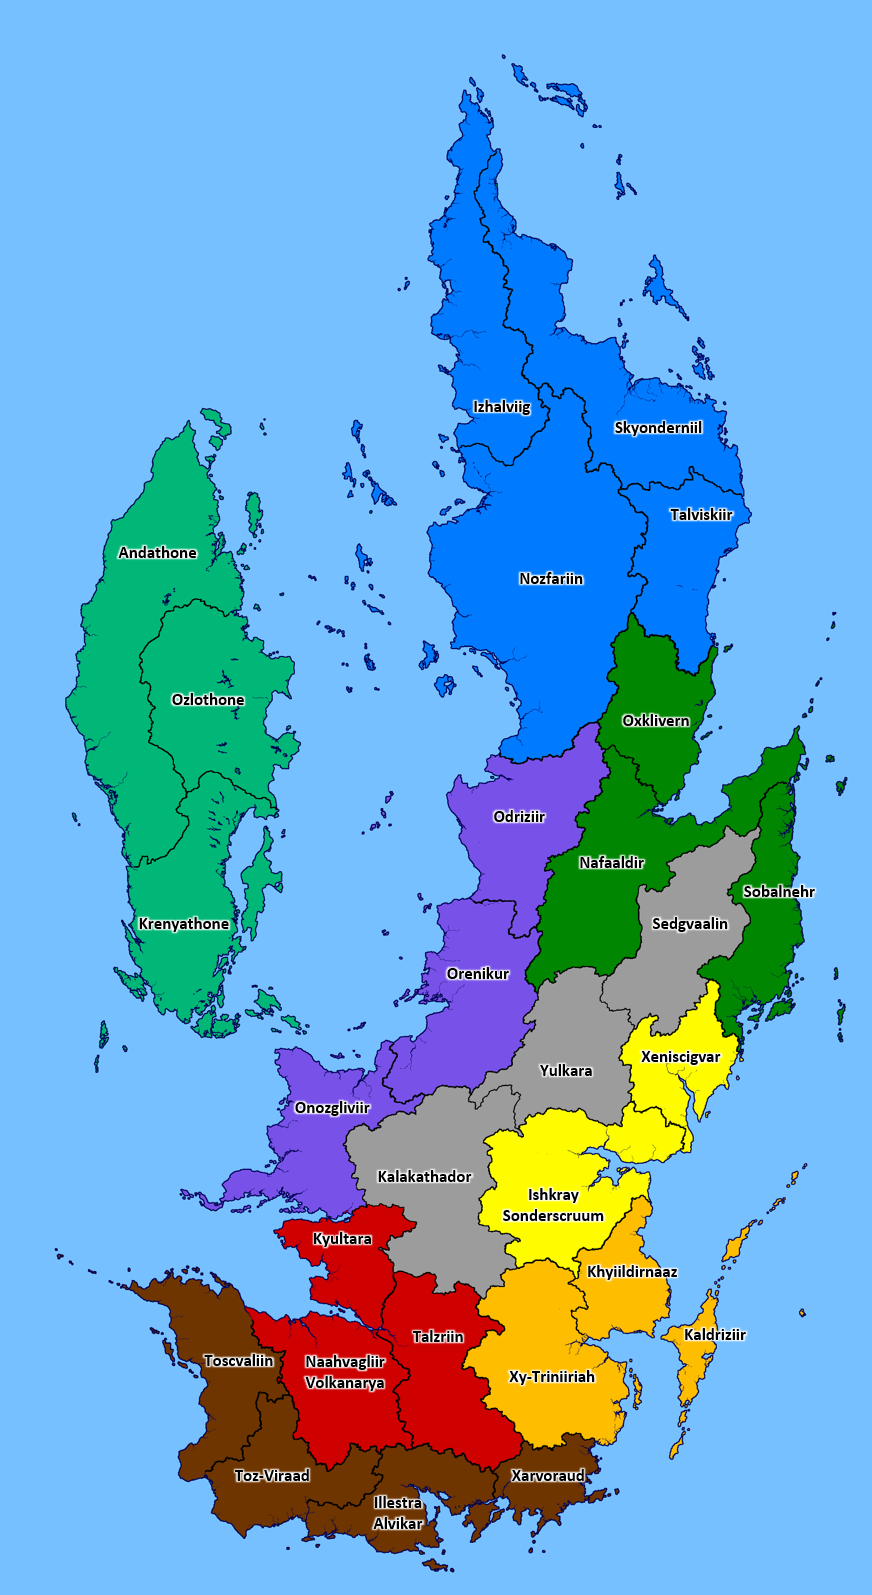 Izhalviig
Skyonderniil
Talviskiir
Andathone
Nozfariin
Ozlothone
Oxklivern
Odriziir
Nafaaldir
Sobalnehr
Krenyathone
Sedgvaalin
Orenikur
Xeniscigvar
Yulkara
Onozgliviir
Kalakathador
Ishkray
Sonderscruum
Kyultara
Khyiildirnaaz
Talzriin
Kaldriziir
Toscvaliin
Naahvagliir
Volkanarya
Xy-Triniiriah
Toz-Viraad
Xarvoraud
Illestra
Alvikar